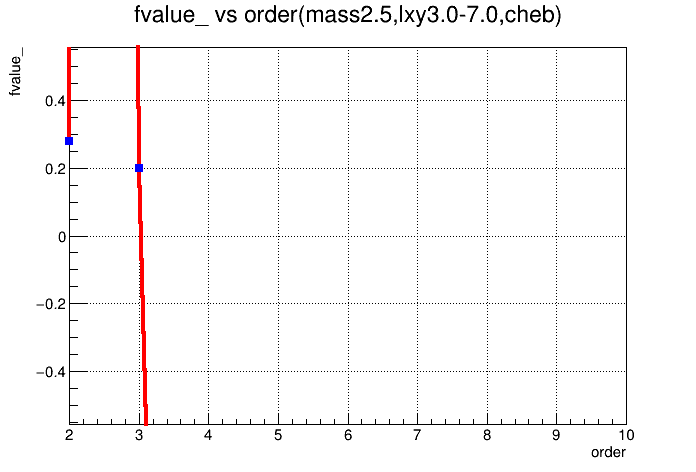 fvalue_ vs order(mass2.5,lxy3.0-7.0,cheb)
fvalue_
0.4
0.2
0
−0.2
−0.4
2 3 4 5 6 7 8 9 10
order